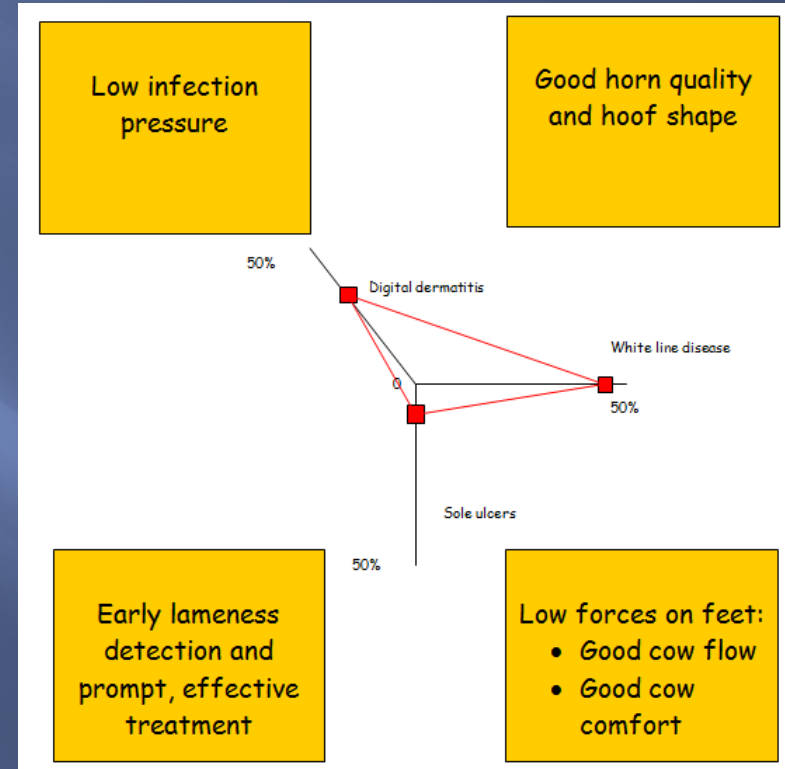 Low infection
pressure
Good horn quality
and hoof shape
50%
Digital dermatitis
White line disease
0
50%
Sole ulcers
50%
Early lameness
detection and
prompt, effective
treatment
Low forces on feet:
• Good cow flow
• Good cow
comfort